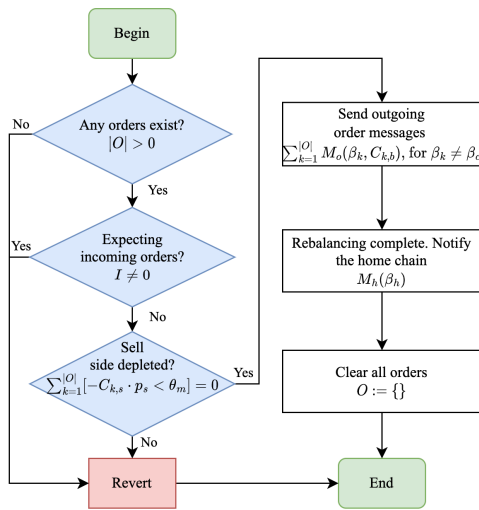 Begin
No
Any orders exist?
|O| > 0
Yes
Yes
Expecting
incoming orders?
I ≠ 0
No
Sell
side depleted?
∑_{k=1}^{|O|}[−C_{k,s} · p_s < θ_m] = 0
Yes
No
Revert
Send outgoing
order messages
∑_{k=1}^{|O|} M_o(β_k, C_{k,b}), for β_k ≠ β_c
Rebalancing complete. Notify
the home chain
M_h(β_h)
Clear all orders
O := {}
End